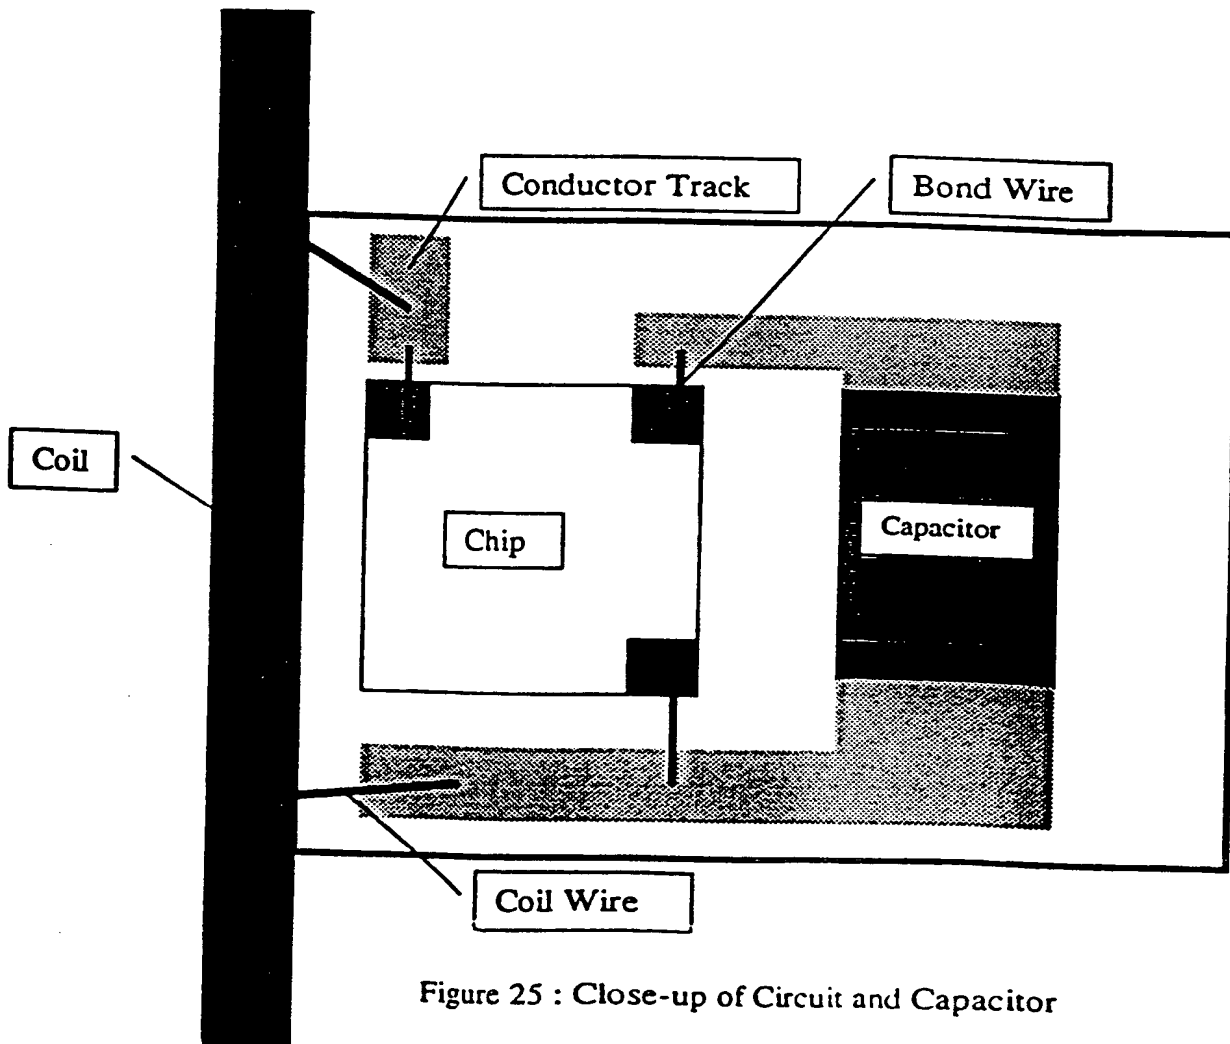 Conductor Track
Bond Wire
Coil
Chip
Capacitor
Coil Wire
Figure 25 : Close-up of Circuit and Capacitor